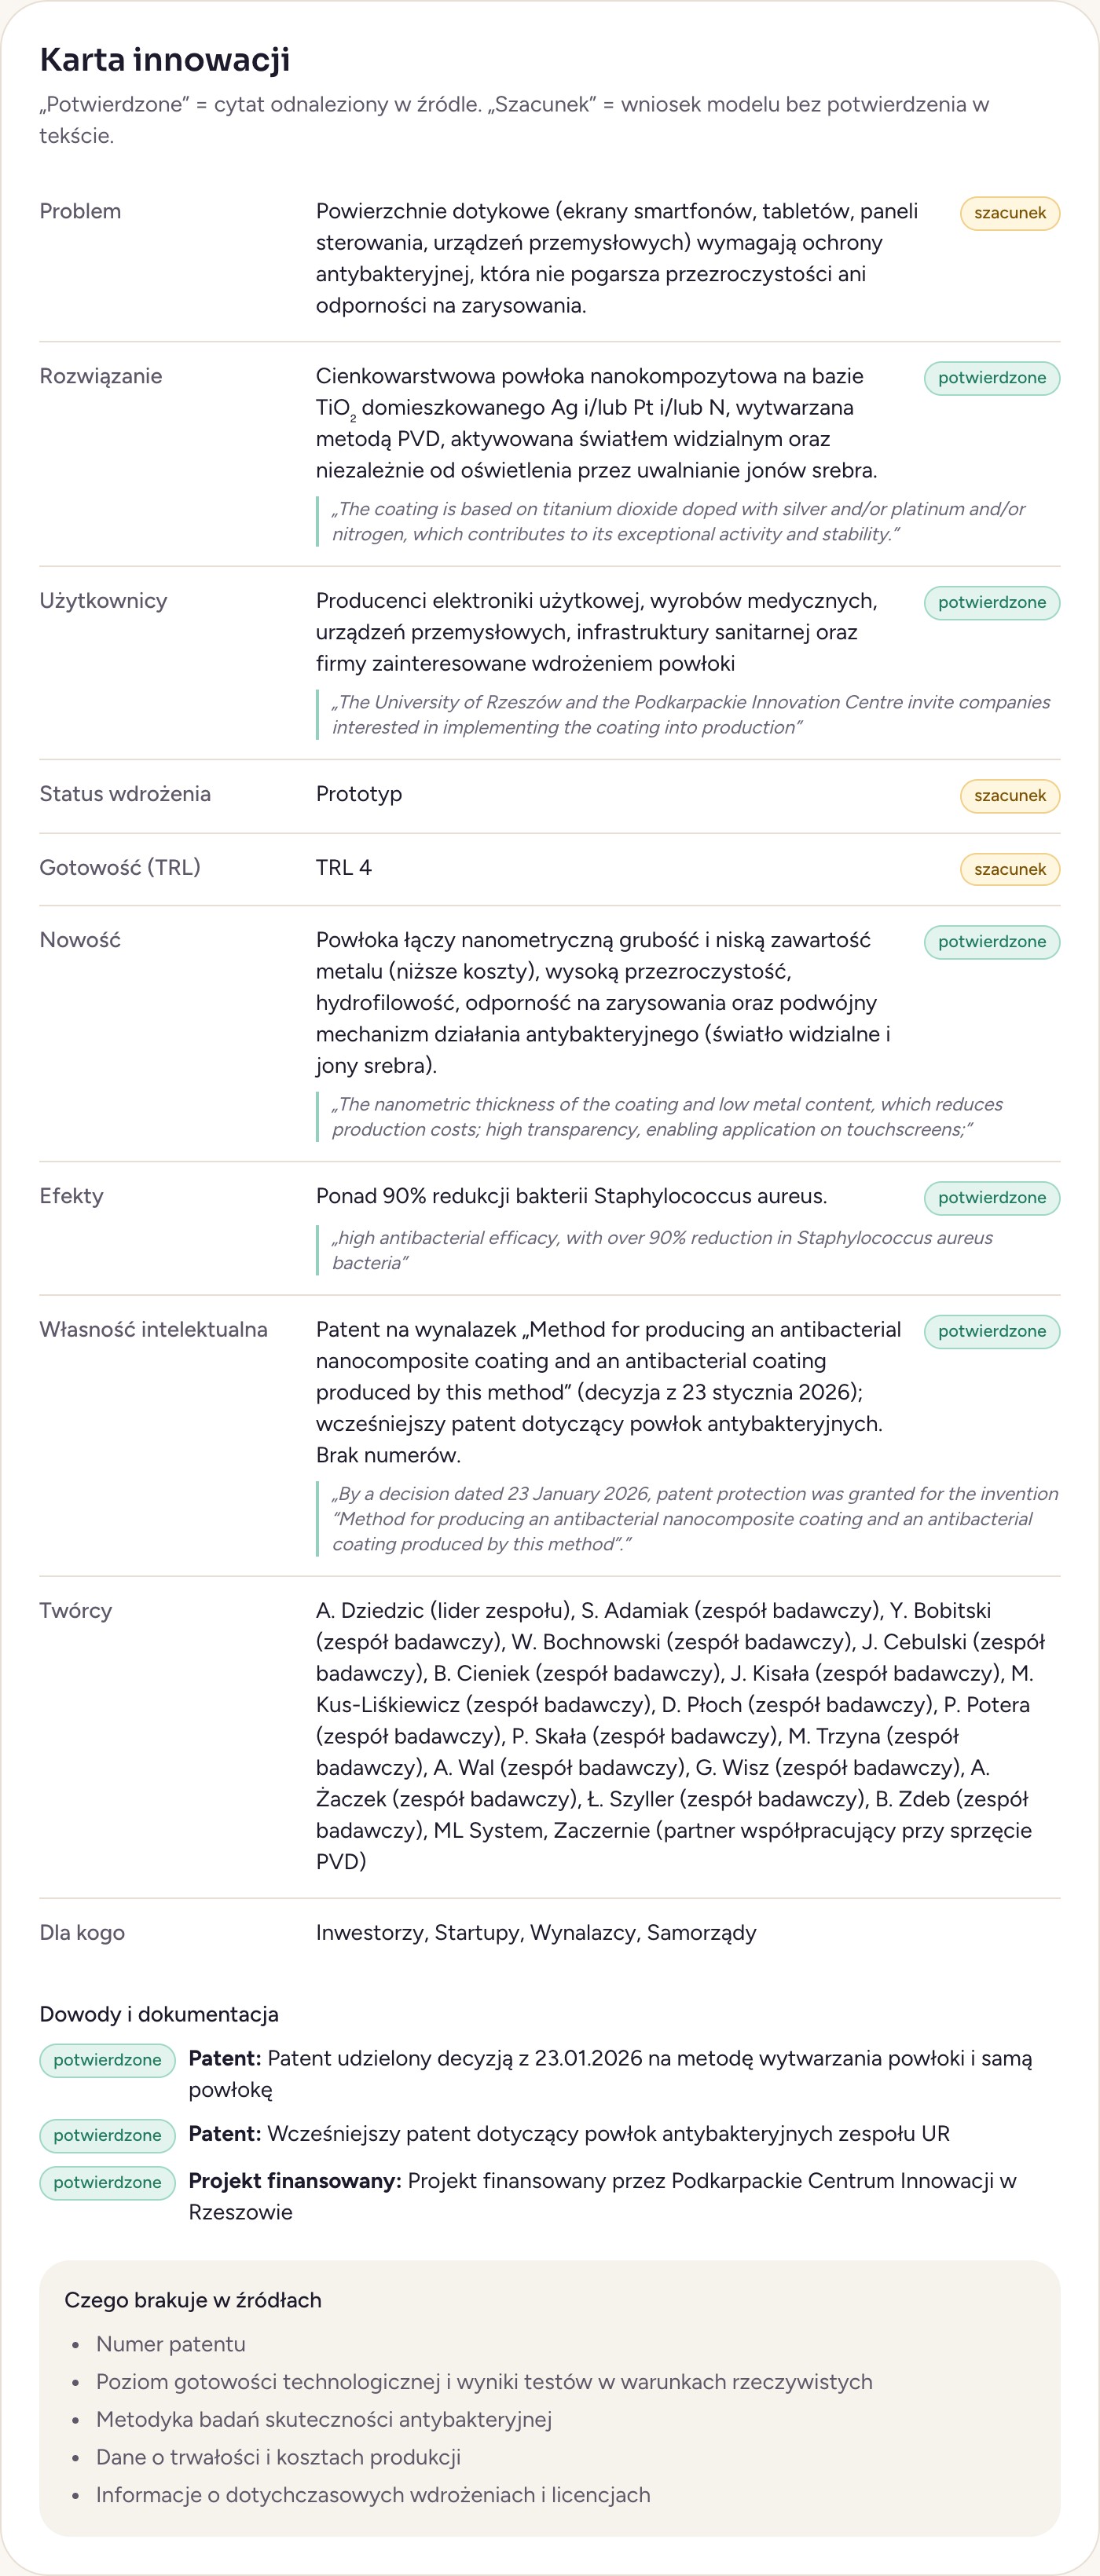 Karta innowacji
„Potwierdzone” = cytat odnaleziony w źródle. „Szacunek” = wniosek modelu bez potwierdzenia w
tekście.
Problem
Powierzchnie dotykowe (ekrany smartfonów, tabletów, paneli
sterowania, urządzeń przemysłowych) wymagają ochrony
antybakteryjnej, która nie pogarsza przezroczystości ani
odporności na zarysowania.
szacunek
Rozwiązanie
Cienkowarstwowa powłoka nanokompozytowa na bazie
TiO₂ domieszkowanego Ag i/lub Pt i/lub N, wytwarzana
metodą PVD, aktywowana światłem widzialnym oraz
niezależnie od oświetlenia przez uwalnianie jonów srebra.
potwierdzone
„The coating is based on titanium dioxide doped with silver and/or platinum and/or
nitrogen, which contributes to its exceptional activity and stability.”
Użytkownicy
Producenci elektroniki użytkowej, wyrobów medycznych,
urządzeń przemysłowych, infrastruktury sanitarnej oraz
firmy zainteresowane wdrożeniem powłoki
potwierdzone
„The University of Rzeszów and the Podkarpackie Innovation Centre invite companies
interested in implementing the coating into production”
Status wdrożenia
Prototyp
szacunek
Gotowość (TRL)
TRL 4
szacunek
Nowość
Powłoka łączy nanometryczną grubość i niską zawartość
metalu (niższe koszty), wysoką przezroczystość,
hydrofilowość, odporność na zarysowania oraz podwójny
mechanizm działania antybakteryjnego (światło widzialne i
jony srebra).
potwierdzone
„The nanometric thickness of the coating and low metal content, which reduces
production costs; high transparency, enabling application on touchscreens;”
Efekty
Ponad 90% redukcji bakterii Staphylococcus aureus.
potwierdzone
„high antibacterial efficacy, with over 90% reduction in Staphylococcus aureus
bacteria”
Własność intelektualna
Patent na wynalazek „Method for producing an antibacterial
nanocomposite coating and an antibacterial coating
produced by this method” (decyzja z 23 stycznia 2026);
wcześniejszy patent dotyczący powłok antybakteryjnych.
Brak numerów.
potwierdzone
„By a decision dated 23 January 2026, patent protection was granted for the invention
“Method for producing an antibacterial nanocomposite coating and an antibacterial
coating produced by this method”.”
Twórcy
A. Dziedzic (lider zespołu), S. Adamiak (zespół badawczy), Y. Bobitski
(zespół badawczy), W. Bochnowski (zespół badawczy), J. Cebulski (zespół
badawczy), B. Cieniek (zespół badawczy), J. Kisała (zespół badawczy), M.
Kus-Liśkiewicz (zespół badawczy), D. Płoch (zespół badawczy), P. Potera
(zespół badawczy), P. Skała (zespół badawczy), M. Trzyna (zespół
badawczy), A. Wal (zespół badawczy), G. Wisz (zespół badawczy), A.
Żaczek (zespół badawczy), Ł. Szyller (zespół badawczy), B. Zdeb (zespół
badawczy), ML System, Zaczernie (partner współpracujący przy sprzęcie
PVD)
Dla kogo
Inwestorzy, Startupy, Wynalazcy, Samorządy
Dowody i dokumentacja
potwierdzone
Patent: Patent udzielony decyzją z 23.01.2026 na metodę wytwarzania powłoki i samą
powłokę
potwierdzone
Patent: Wcześniejszy patent dotyczący powłok antybakteryjnych zespołu UR
potwierdzone
Projekt finansowany: Projekt finansowany przez Podkarpackie Centrum Innowacji w
Rzeszowie
Czego brakuje w źródłach
• Numer patentu
• Poziom gotowości technologicznej i wyniki testów w warunkach rzeczywistych
• Metodyka badań skuteczności antybakteryjnej
• Dane o trwałości i kosztach produkcji
• Informacje o dotychczasowych wdrożeniach i licencjach